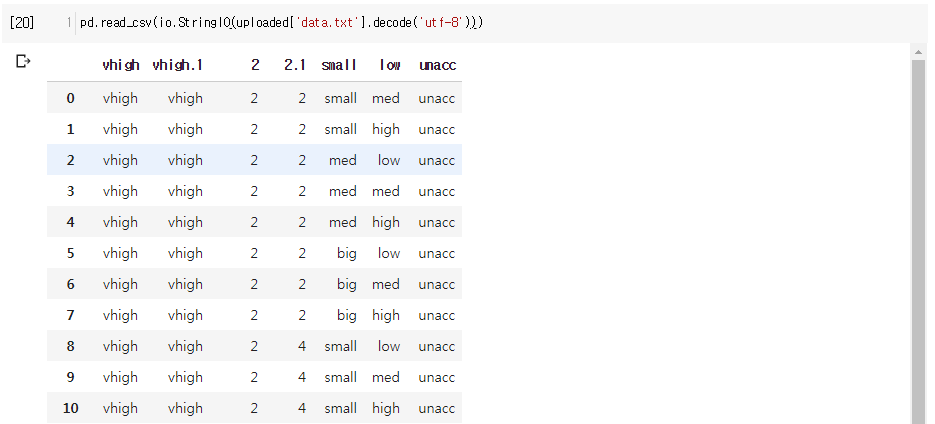 [20] 1 pd.read_csv(io.StringIO(uploaded['data.txt'].decode('utf-8')))
vhigh vhigh.1 2 2.1 small low unacc
0 vhigh vhigh 2 2 small med unacc
1 vhigh vhigh 2 2 small high unacc
2 vhigh vhigh 2 2 med low unacc
3 vhigh vhigh 2 2 med med unacc
4 vhigh vhigh 2 2 med high unacc
5 vhigh vhigh 2 2 big low unacc
6 vhigh vhigh 2 2 big med unacc
7 vhigh vhigh 2 2 big high unacc
8 vhigh vhigh 2 4 small low unacc
9 vhigh vhigh 2 4 small med unacc
10 vhigh vhigh 2 4 small high unacc